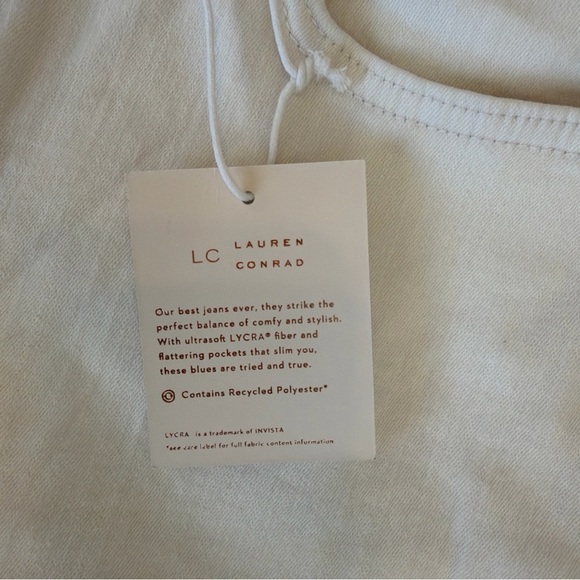 LC LAUREN
CONRAD
Our best jeans ever, they strike the
perfect balance of comfy and stylish.
With ultrasoft LYCRA® fiber and
flattering pockets that slim you,
these blues are tried and true.
Contains Recycled Polyester*
LYCRA is a trademark of INVISTA
*see care label for full fabric content information